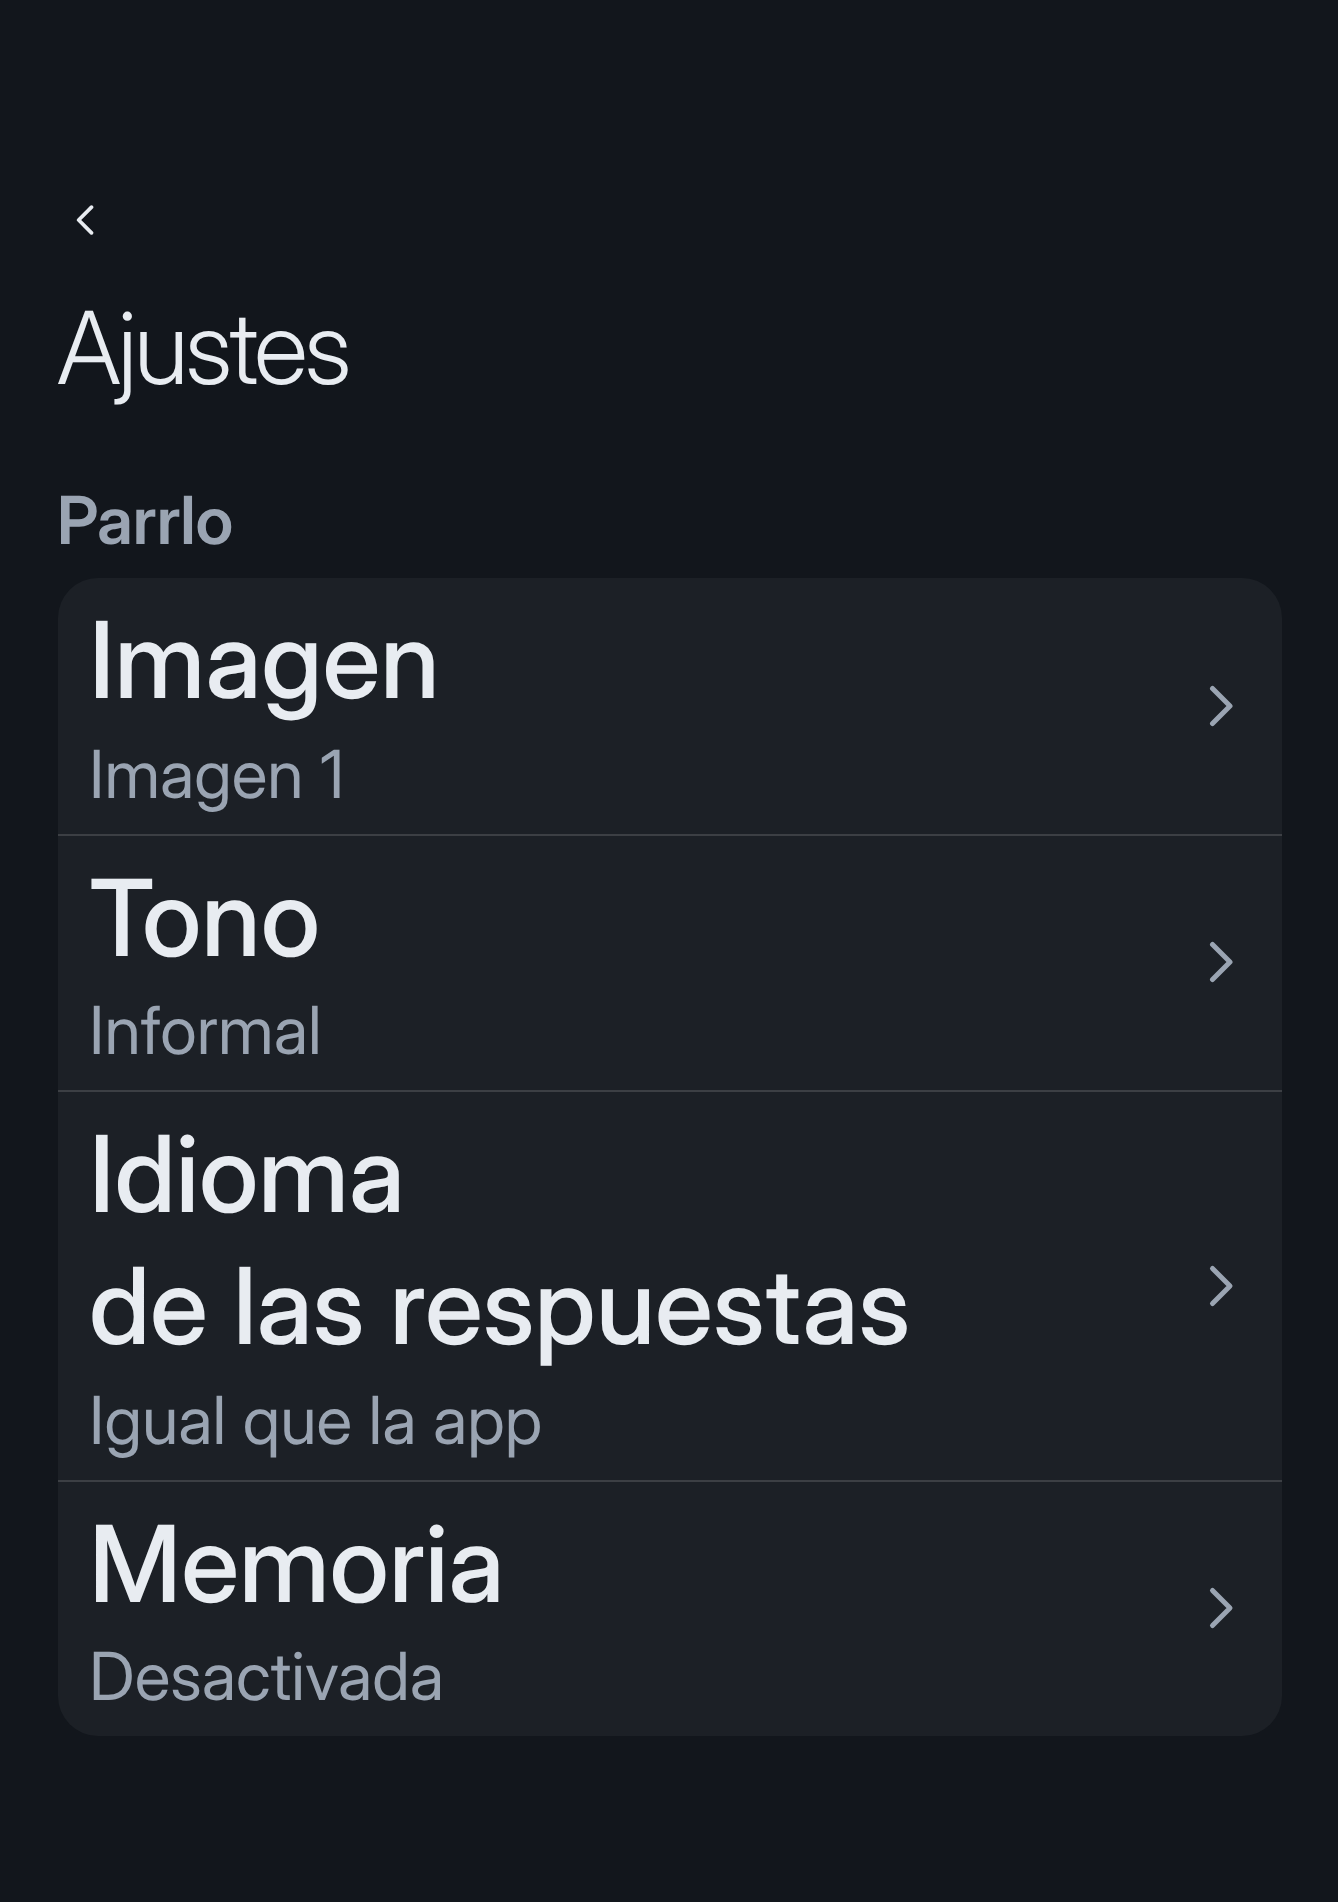 Ajustes
Parrlo
Imagen
Imagen 1
Tono
Informal
Idioma
de las respuestas
Igual que la app
Memoria
Desactivada